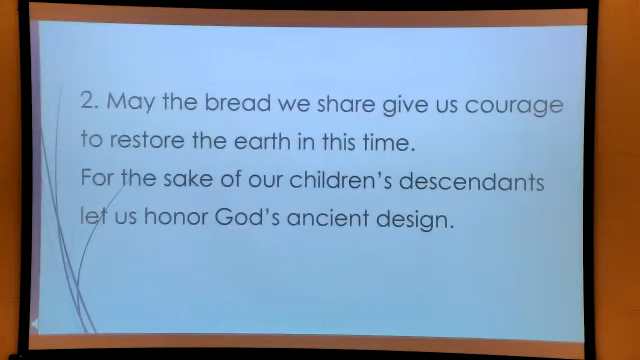 2. May the bread we share give us courage
to restore the earth in this time.
For the sake of our children's descendants
let us honor God's ancient design.